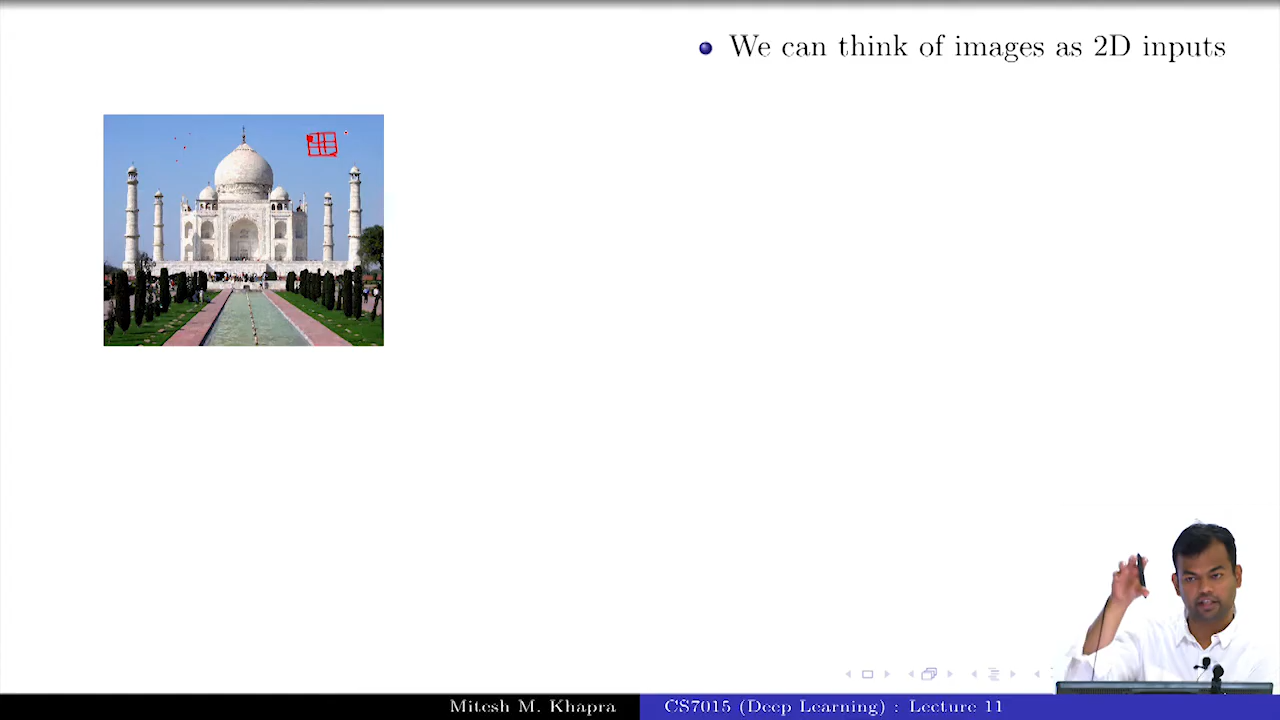 We can think of images as 2D inputs
Mitesh M. Khapra
CS7015 (Deep Learning) : Lecture 11